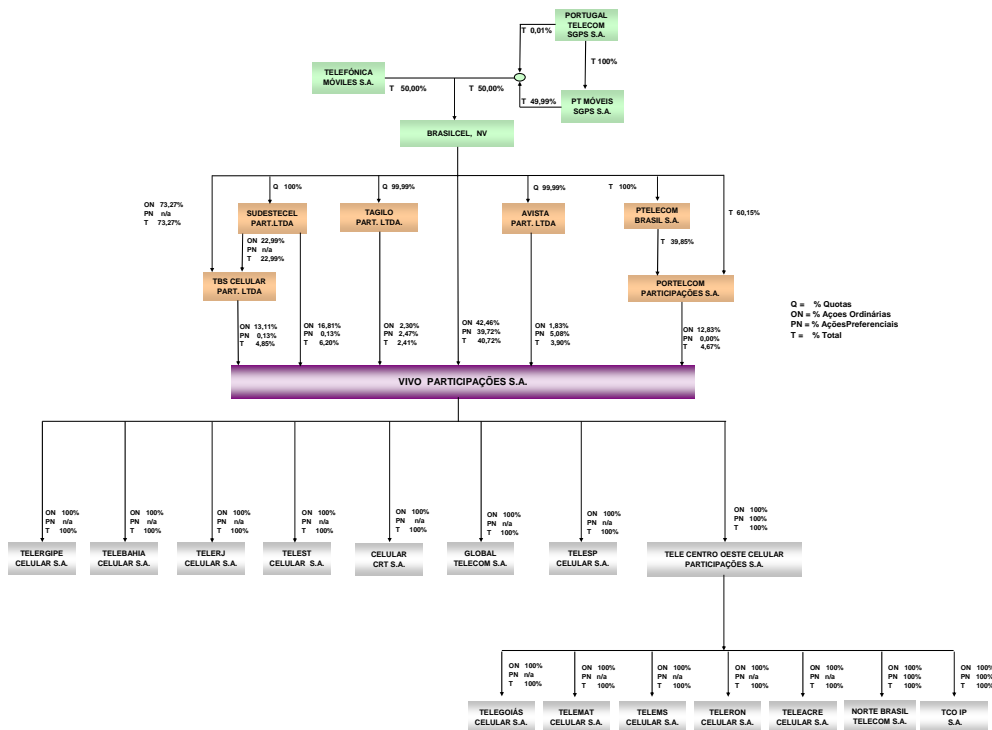 PORTUGAL
TELECOM
SGPS S.A.
T 0,01%
T 100%
TELEFÓNICA
MÓVILES S.A.
T 50,00%
T 50,00%
T 49,99%
PT MÓVEIS
SGPS S.A.
BRASILCEL, NV
Q 100%
Q 99,99%
Q 99,99%
T 100%
ON 73,27%
PN n/a
T 73,27%
SUDESTECEL
PART.LTDA
TAGILO
PART. LTDA.
AVISTA
PART. LTDA
PTELECOM
BRASIL S.A.
T 60,15%
ON 22,99%
PN n/a
T 22,99%
T 39,85%
TBS CELULAR
PART. LTDA
PORTELCOM
PARTICIPAÇÕES S.A.
Q = % Quotas
ON = % Açoes Ordinárias
PN = % AçõesPreferenciais
T = % Total
ON 13,11%
PN 0,13%
T 4,85%
ON 16,81%
PN 0,13%
T 6,20%
ON 2,30%
PN 2,47%
T 2,41%
ON 42,46%
PN 39,72%
T 40,72%
ON 1,83%
PN 5,08%
T 3,90%
ON 12,83%
PN 0,00%
T 4,67%
VIVO PARTICIPAÇÕES S.A.
ON 100%
PN n/a
T 100%
ON 100%
PN n/a
T 100%
ON 100%
PN n/a
T 100%
ON 100%
PN n/a
T 100%
ON 100%
PN n/a
T 100%
ON 100%
PN n/a
T 100%
ON 100%
PN n/a
T 100%
ON 100%
PN 100%
T 100%
TELERGIPE
CELULAR S.A.
TELEBAHIA
CELULAR S.A.
TELERJ
CELULAR S.A.
TELEST
CELULAR S.A.
CELULAR
CRT S.A.
GLOBAL
TELECOM S.A.
TELESP
CELULAR S.A.
TELE CENTRO OESTE CELULAR
PARTICIPAÇÕES S.A.
ON 100%
PN n/a
T 100%
ON 100%
PN n/a
T 100%
ON 100%
PN n/a
T 100%
ON 100%
PN n/a
T 100%
ON 100%
PN n/a
T 100%
ON 100%
PN 100%
T 100%
ON 100%
PN 100%
T 100%
TELEGOIÁS
CELULAR S.A.
TELEMAT
CELULAR S.A.
TELEMS
CELULAR S.A.
TELERON
CELULAR S.A.
TELEACRE
CELULAR S.A.
NORTE BRASIL
TELECOM S.A.
TCO IP
S.A.